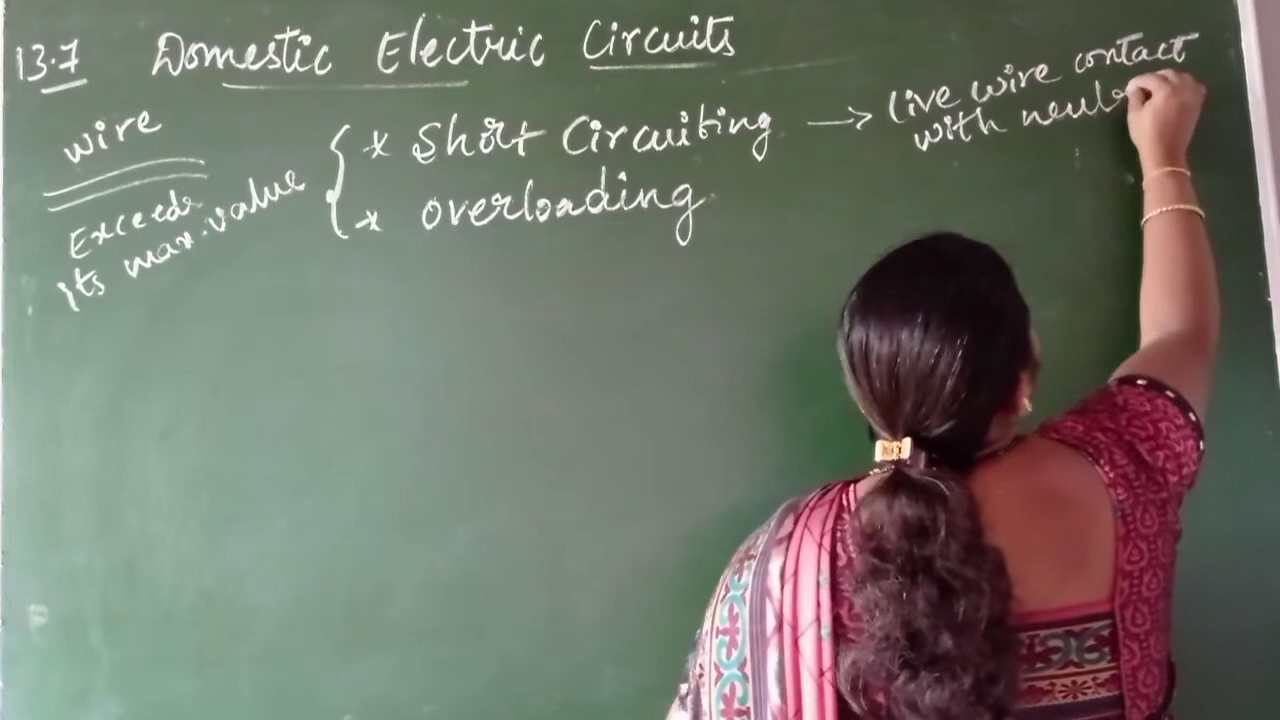 13.7 Domestic Electric Circuits
wire
Exceeds
its max. value
* Short Circuiting → live wire contact
with
* overloading